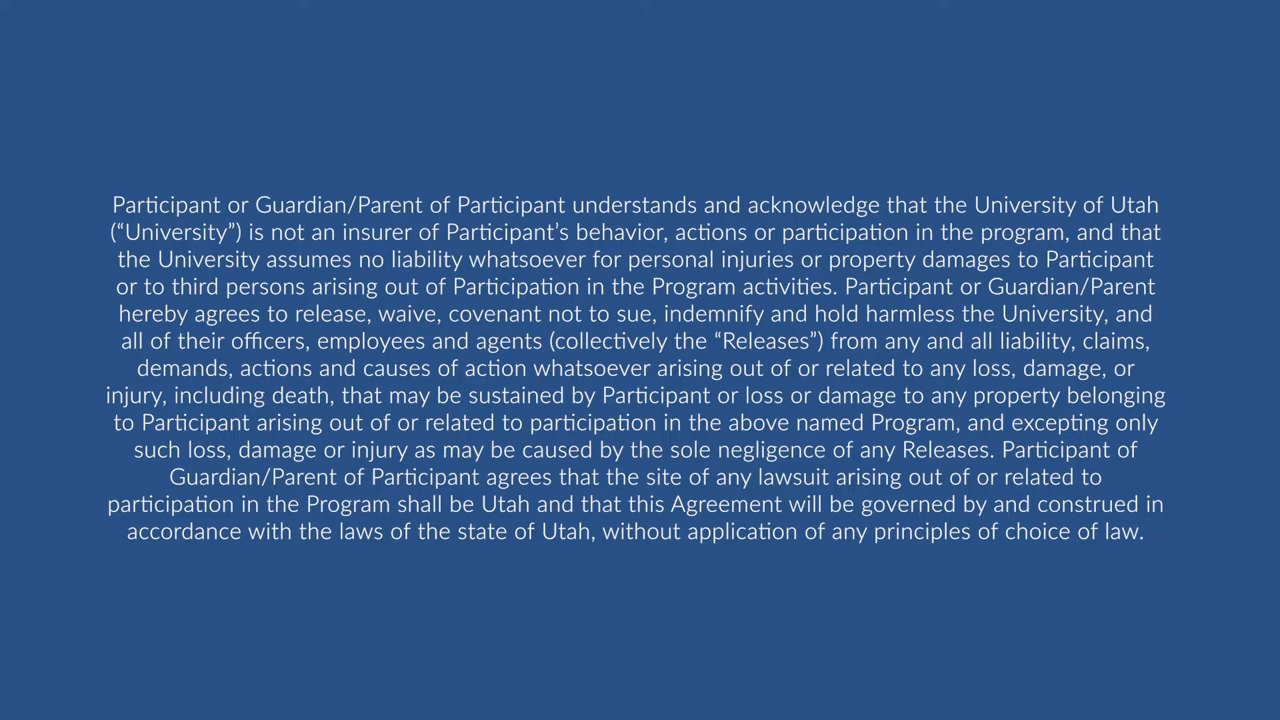 Participant or Guardian/Parent of Participant understands and acknowledge that the University of Utah
(“University”) is not an insurer of Participant’s behavior, actions or participation in the program, and that
the University assumes no liability whatsoever for personal injuries or property damages to Participant
or to third persons arising out of Participation in the Program activities. Participant or Guardian/Parent
hereby agrees to release, waive, covenant not to sue, indemnify and hold harmless the University, and
all of their officers, employees and agents (collectively the “Releases”) from any and all liability, claims,
demands, actions and causes of action whatsoever arising out of or related to any loss, damage, or
injury, including death, that may be sustained by Participant or loss or damage to any property belonging
to Participant arising out of or related to participation in the above named Program, and excepting only
such loss, damage or injury as may be caused by the sole negligence of any Releases. Participant of
Guardian/Parent of Participant agrees that the site of any lawsuit arising out of or related to
participation in the Program shall be Utah and that this Agreement will be governed by and construed in
accordance with the laws of the state of Utah, without application of any principles of choice of law.